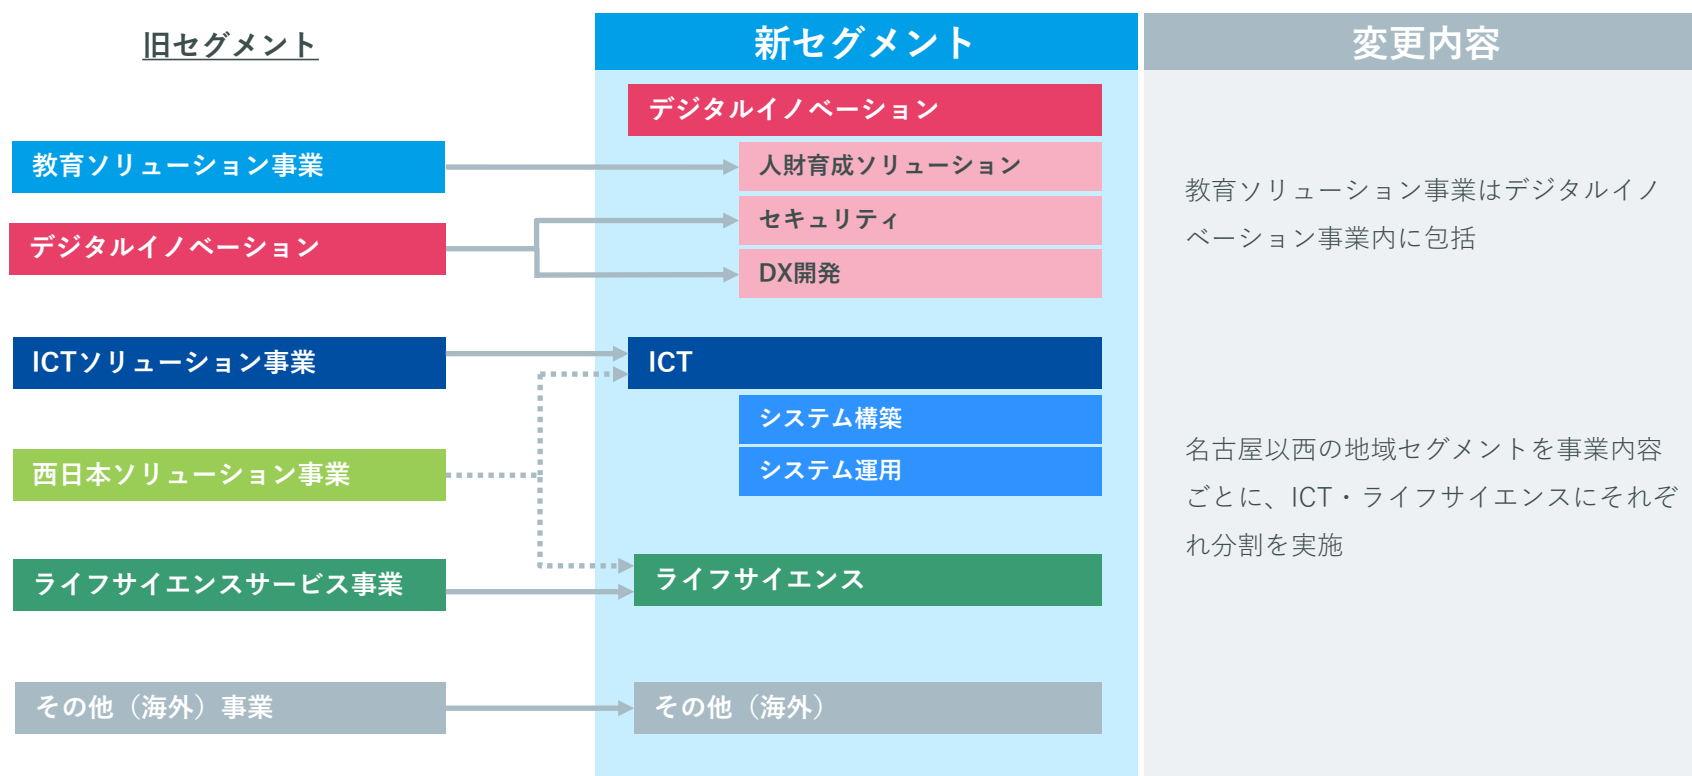 旧セグメント
新セグメント
変更内容
教育ソリューション事業
デジタルイノベーション
ICTソリューション事業
西日本ソリューション事業
ライフサイエンスサービス事業
その他（海外）事業
デジタルイノベーション
人財育成ソリューション
セキュリティ
DX開発
ICT
システム構築
システム運用
ライフサイエンス
その他（海外）
教育ソリューション事業はデジタルイノ
ベーション事業内に包括
名古屋以西の地域セグメントを事業内容
ごとに、ICT・ライフサイエンスにそれぞ
れ分割を実施